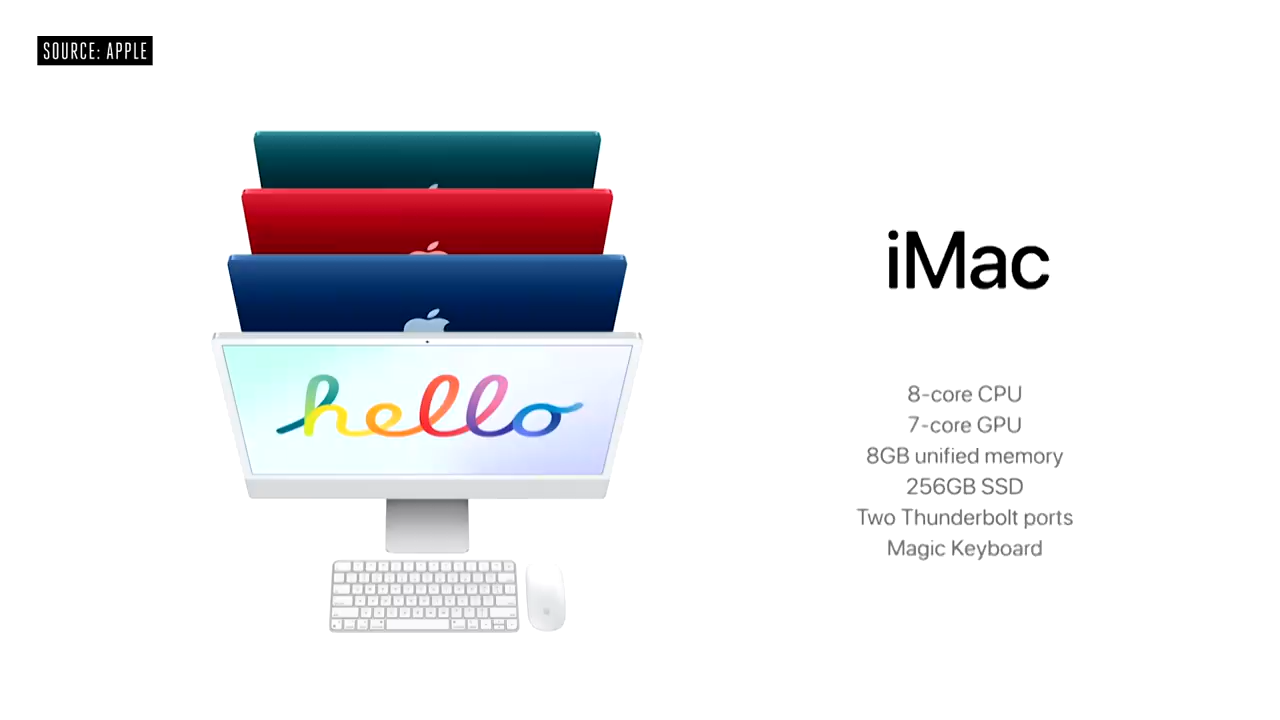 SOURCE: APPLE
hello
iMac
8-core CPU
7-core GPU
8GB unified memory
256GB SSD
Two Thunderbolt ports
Magic Keyboard